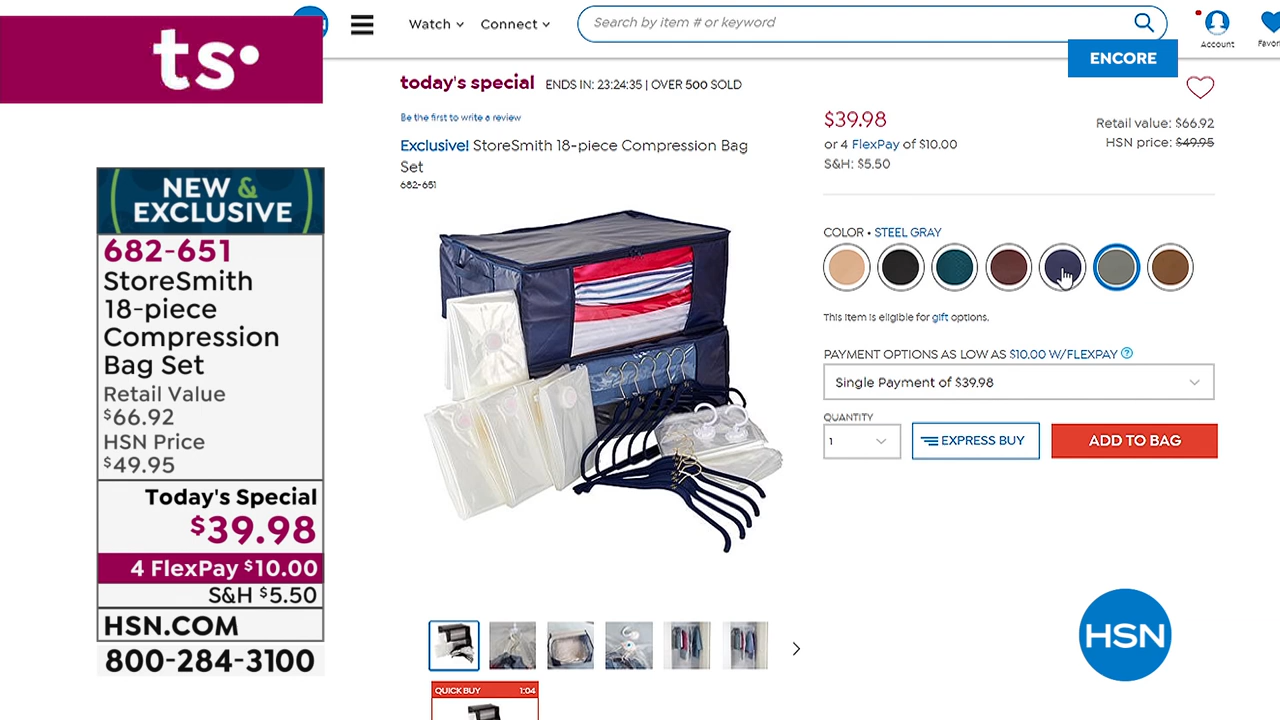 ts.
NEW &
EXCLUSIVE
682-651
StoreSmith
18-piece
Compression
Bag Set
Retail Value
$66.92
HSN Price
$49.95
Today's Special
$39.98
4 FlexPay $10.00
S&H $5.50
HSN.COM
800-284-3100
Watch
Connect
Search by item # or keyword
Account
ENCORE
today's special ENDS IN: 23:24:35 | OVER 500 SOLD
Be the first to write a review
Exclusive! StoreSmith 18-piece Compression Bag
Set
682-651
$39.98
or 4 FlexPay of $10.00
S&H: $5.50
Retail value: $66.92
HSN price: $49.95
COLOR • STEEL GRAY
This item is eligible for gift options.
PAYMENT OPTIONS AS LOW AS $10.00 W/FLEXPAY ?
Single Payment of $39.98
QUANTITY
1
EXPRESS BUY
ADD TO BAG
QUICK BUY 1:04
HSN